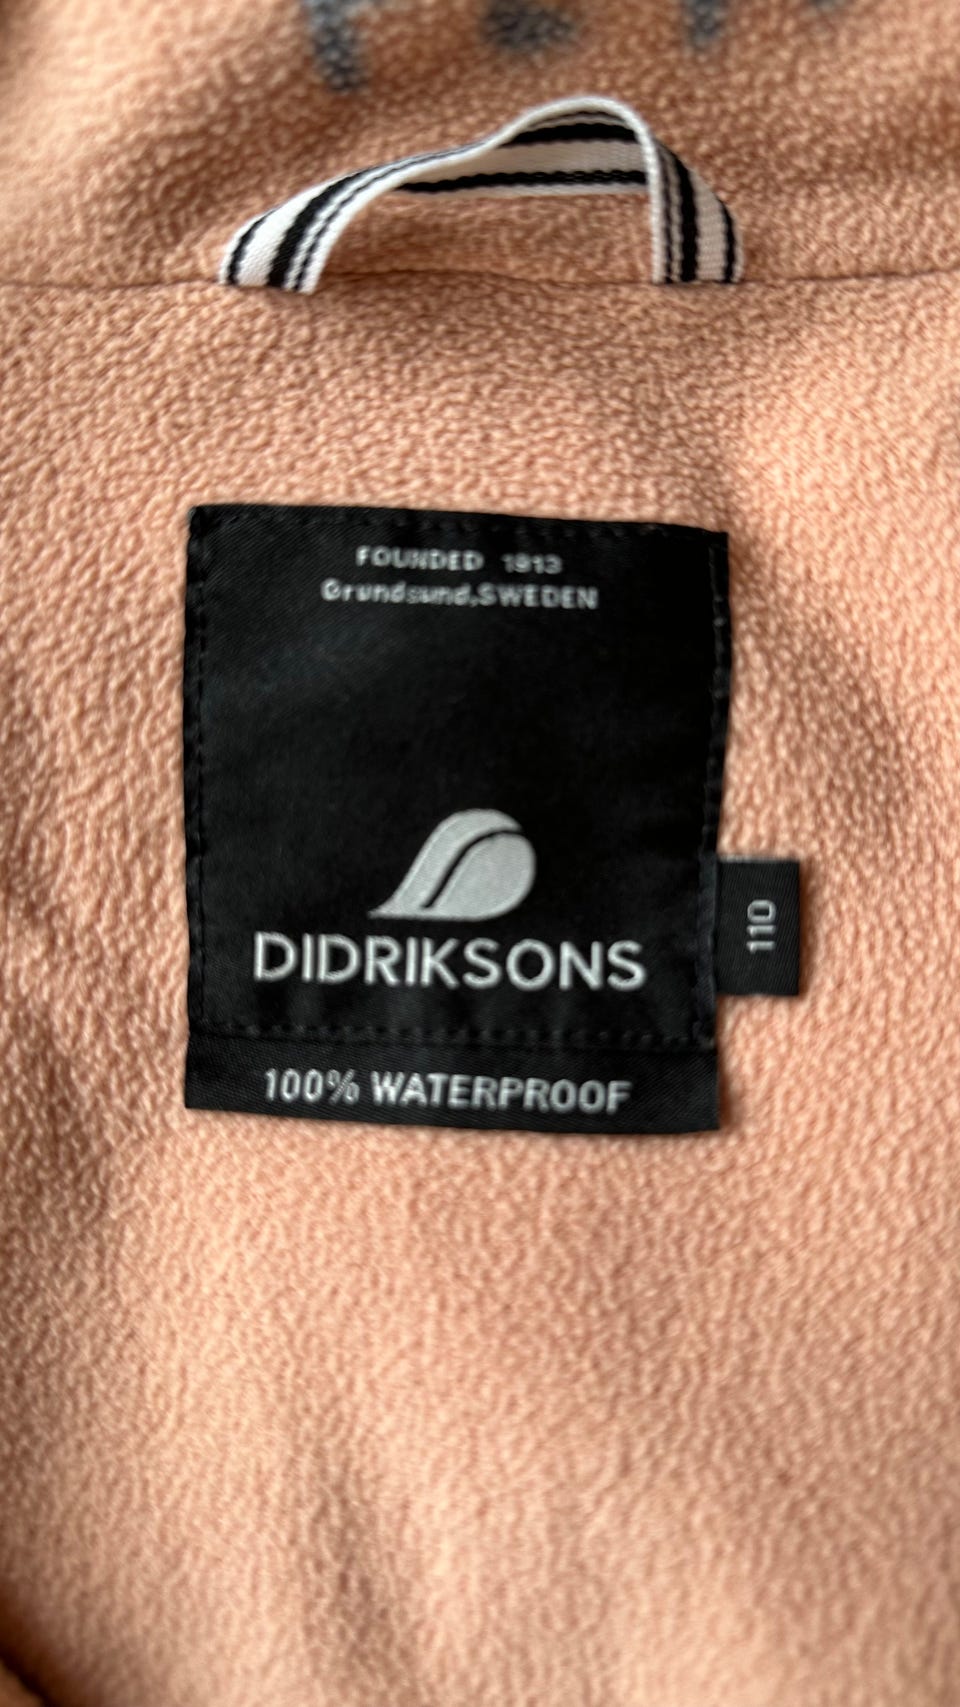 FOUNDED 1913
Grundsund,SWEDEN
DIDRIKSONS
110
100% WATERPROOF